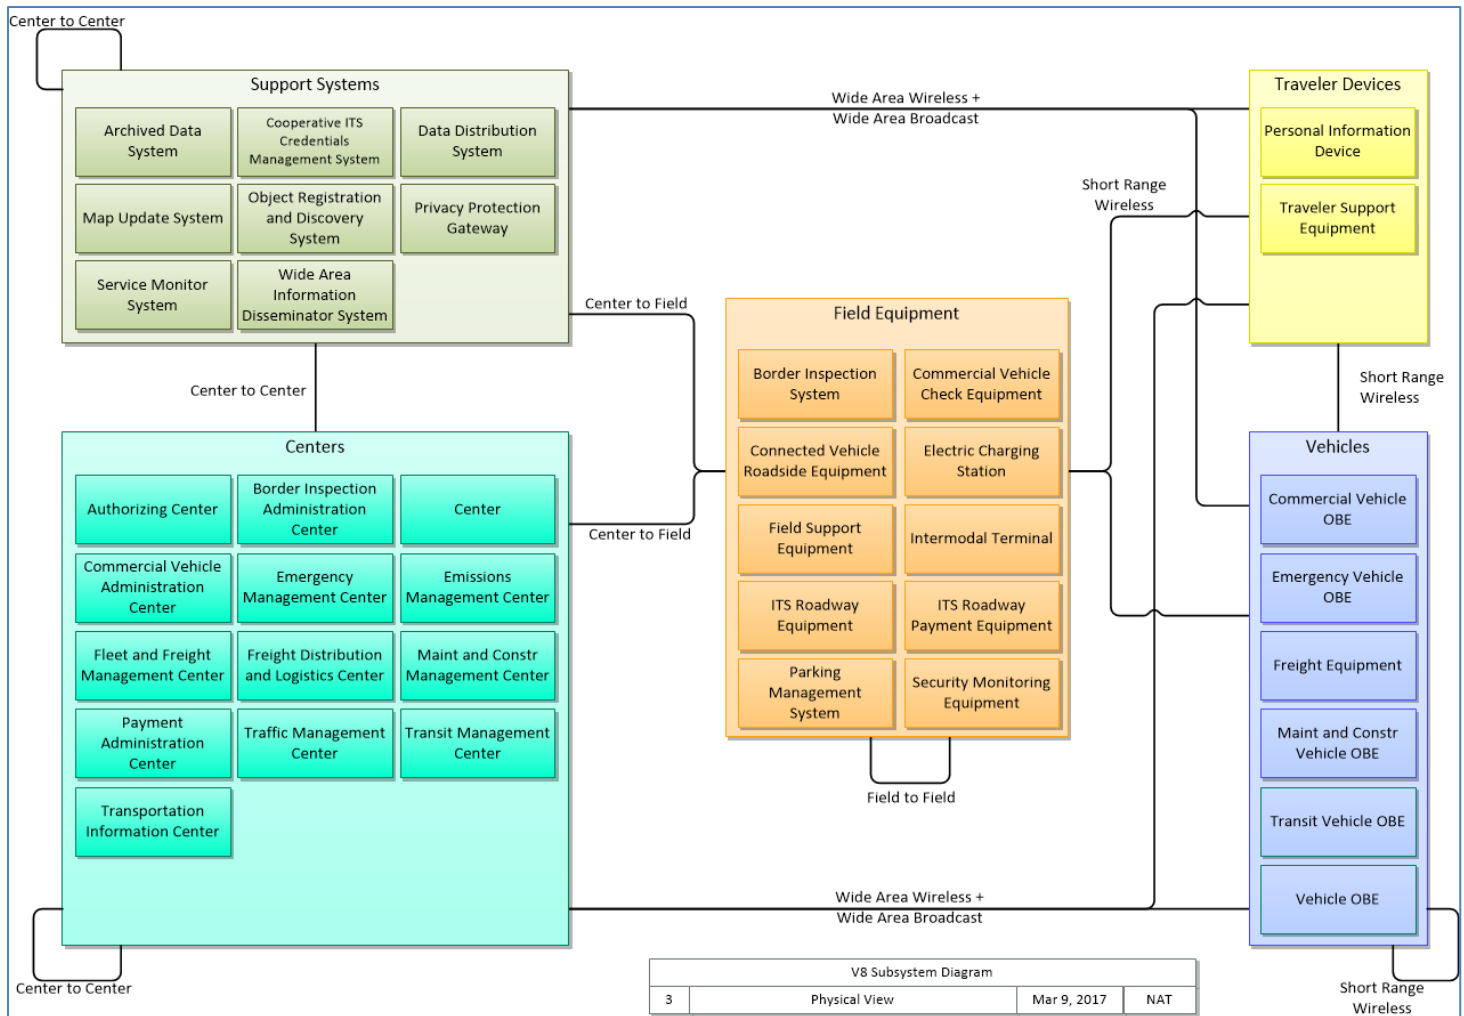 Center to Center
Support Systems
Archived Data
System
Cooperative ITS
Credentials
Management System
Data Distribution
System
Map Update System
Object Registration
and Discovery
System
Privacy Protection
Gateway
Service Monitor
System
Wide Area
Information
Disseminator System
Wide Area Wireless +
Wide Area Broadcast
Traveler Devices
Personal Information
Device
Traveler Support
Equipment
Short Range
Wireless
Center to Field
Center to Center
Field Equipment
Border Inspection
System
Commercial Vehicle
Check Equipment
Connected Vehicle
Roadside Equipment
Electric Charging
Station
Field Support
Equipment
Intermodal Terminal
ITS Roadway
Equipment
ITS Roadway
Payment Equipment
Parking
Management
System
Security Monitoring
Equipment
Field to Field
Short Range
Wireless
Centers
Authorizing Center
Border Inspection
Administration
Center
Center
Commercial Vehicle
Administration
Center
Emergency
Management Center
Emissions
Management Center
Fleet and Freight
Management Center
Freight Distribution
and Logistics Center
Maint and Constr
Management Center
Payment
Administration
Center
Traffic Management
Center
Transit Management
Center
Transportation
Information Center
Center to Field
Vehicles
Commercial Vehicle
OBE
Emergency Vehicle
OBE
Freight Equipment
Maint and Constr
Vehicle OBE
Transit Vehicle OBE
Vehicle OBE
Wide Area Wireless +
Wide Area Broadcast
Center to Center
Short Range
Wireless
V8 Subsystem Diagram
3 Physical View Mar 9, 2017 NAT